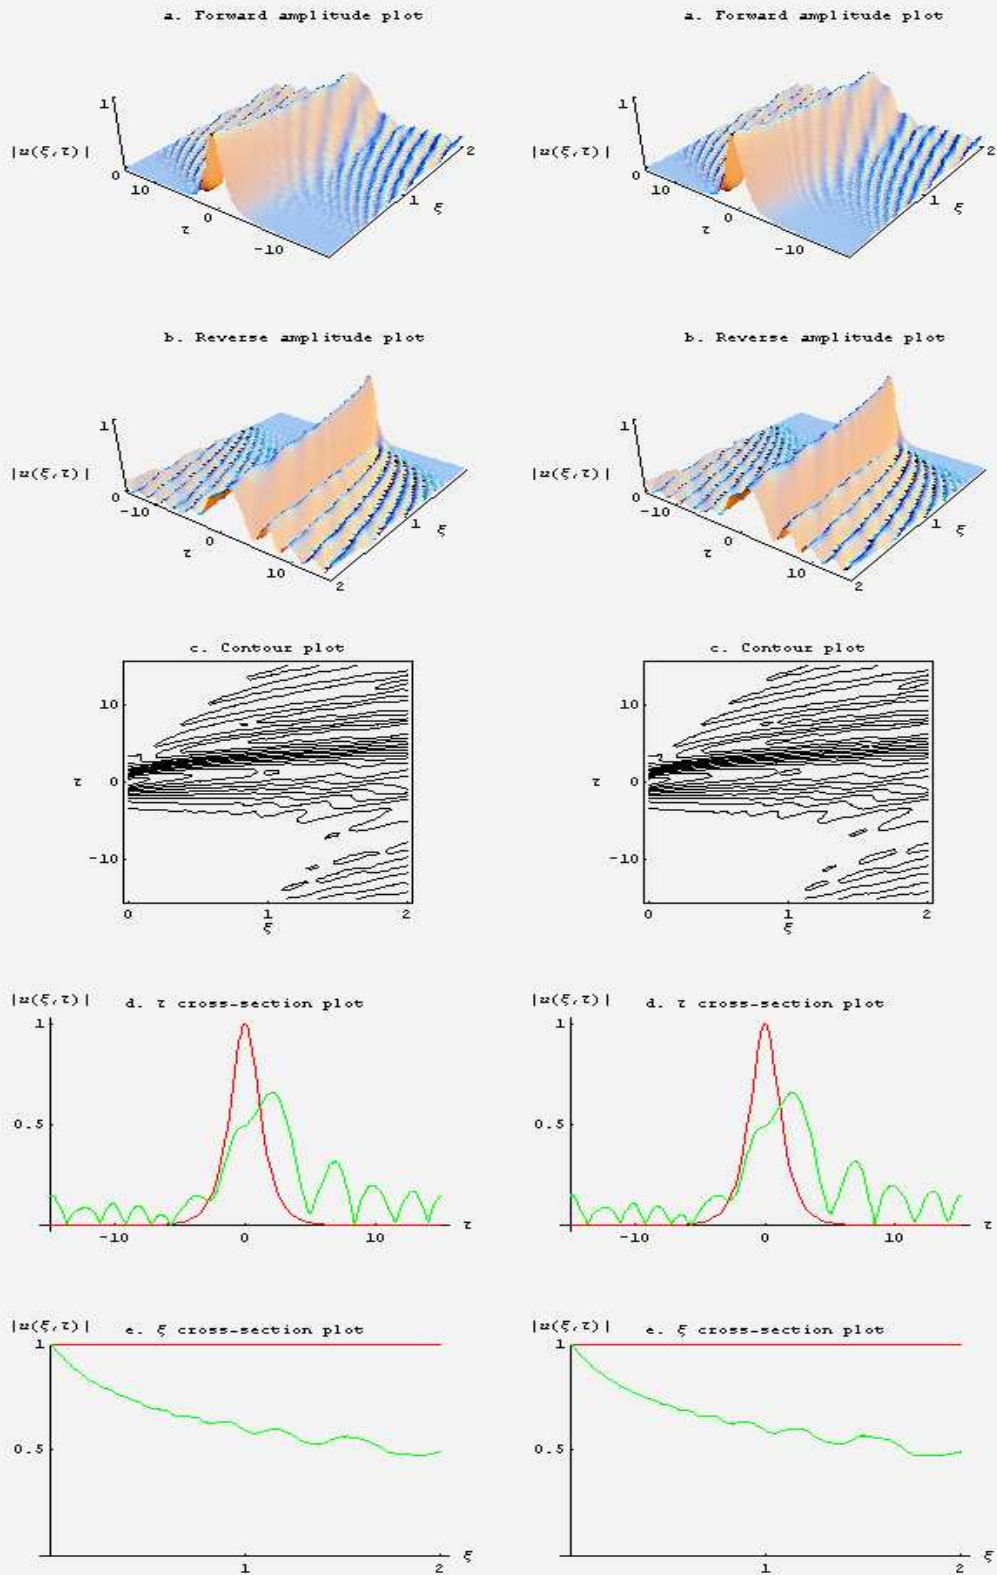 a. Forward amplitude plot
a. Forward amplitude plot
1
|u(ξ,τ)|
0
10
0
τ
-10
1
ξ
2
1
|u(ξ,τ)|
0
10
0
τ
-10
1
ξ
2
b. Reverse amplitude plot
b. Reverse amplitude plot
1
|u(ξ,τ)|
0
-10
τ
0
10
2
1
ξ
1
|u(ξ,τ)|
0
-10
τ
0
10
2
1
ξ
c. Contour plot
c. Contour plot
10
τ 0
-10
0 1 2
ξ
10
τ 0
-10
0 1 2
ξ
|u(ξ,τ)| d. τ cross-section plot
|u(ξ,τ)| d. τ cross-section plot
1
0.5
-10 0 10 τ
1
0.5
-10 0 10 τ
|u(ξ,τ)| e. ξ cross-section plot
|u(ξ,τ)| e. ξ cross-section plot
1
0.5
1 2 ξ
1
0.5
1 2 ξ